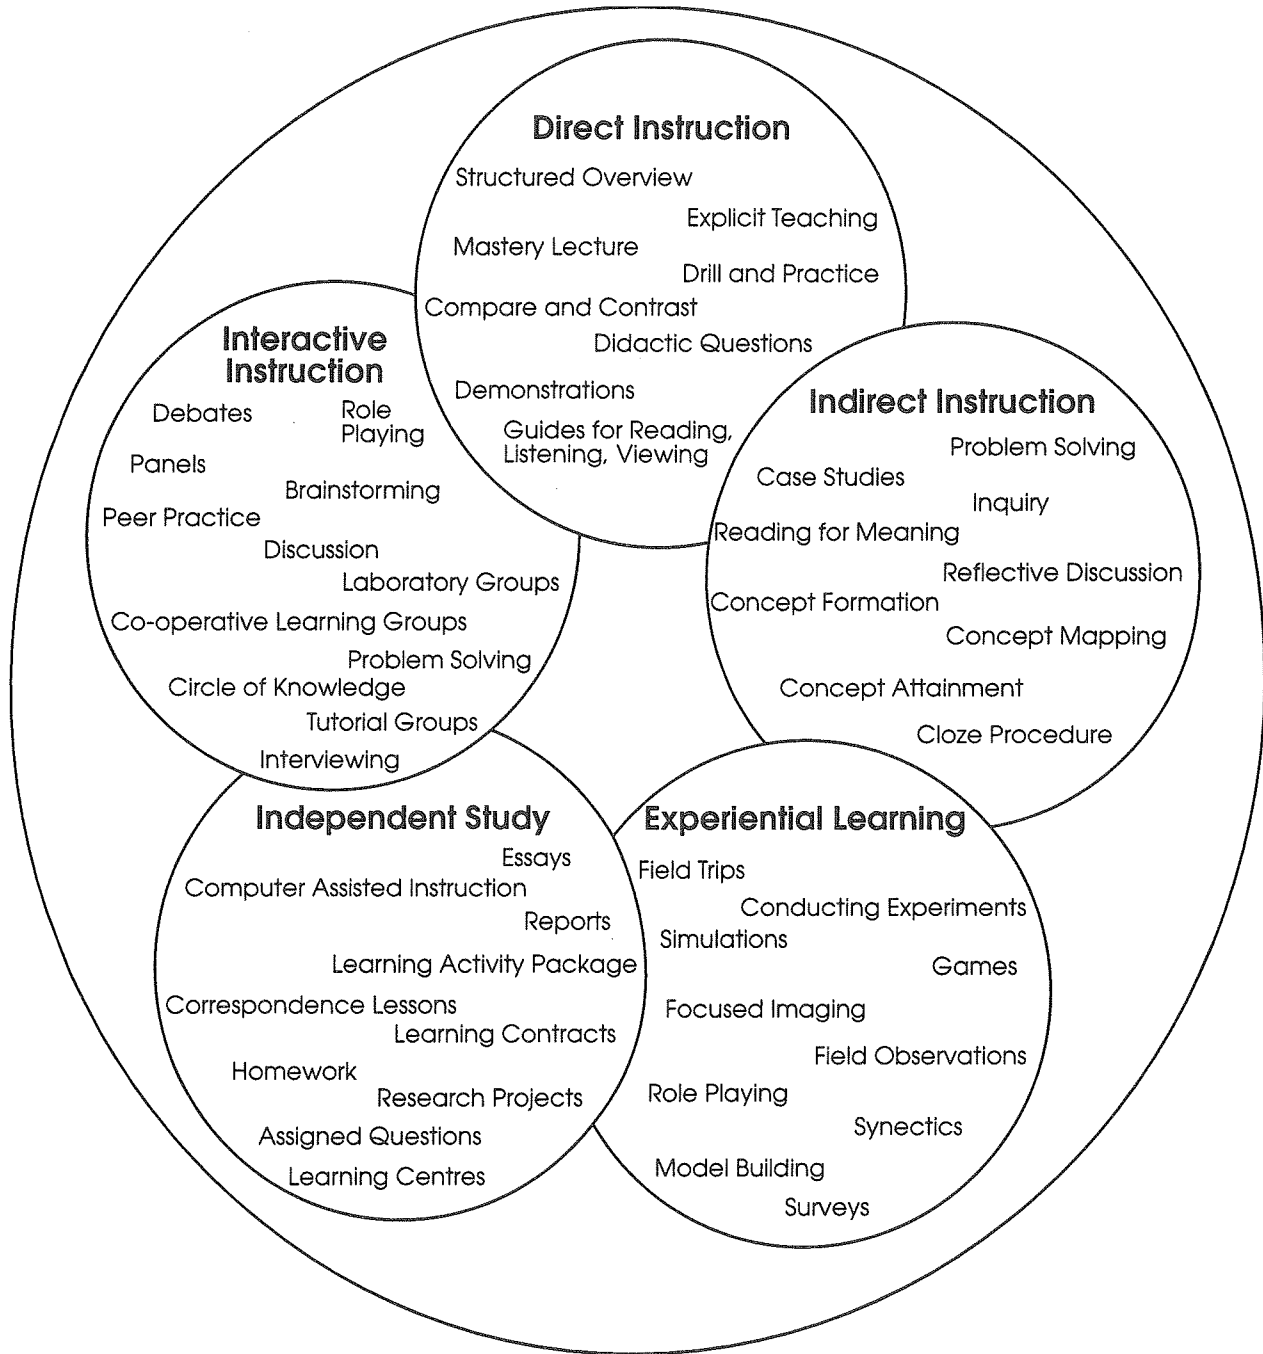 Direct Instruction
Structured Overview
Explicit Teaching
Mastery Lecture
Drill and Practice
Compare and Contrast
Didactic Questions
Demonstrations
Guides for Reading,
Listening, Viewing
Interactive
Instruction
Debates
Role
Playing
Panels
Brainstorming
Peer Practice
Discussion
Laboratory Groups
Co-operative Learning Groups
Problem Solving
Circle of Knowledge
Tutorial Groups
Interviewing
Indirect Instruction
Problem Solving
Case Studies
Inquiry
Reading for Meaning
Reflective Discussion
Concept Formation
Concept Mapping
Concept Attainment
Cloze Procedure
Independent Study
Essays
Computer Assisted Instruction
Reports
Learning Activity Package
Correspondence Lessons
Learning Contracts
Homework
Research Projects
Assigned Questions
Learning Centres
Experiential Learning
Field Trips
Conducting Experiments
Simulations
Games
Focused Imaging
Field Observations
Role Playing
Synectics
Model Building
Surveys